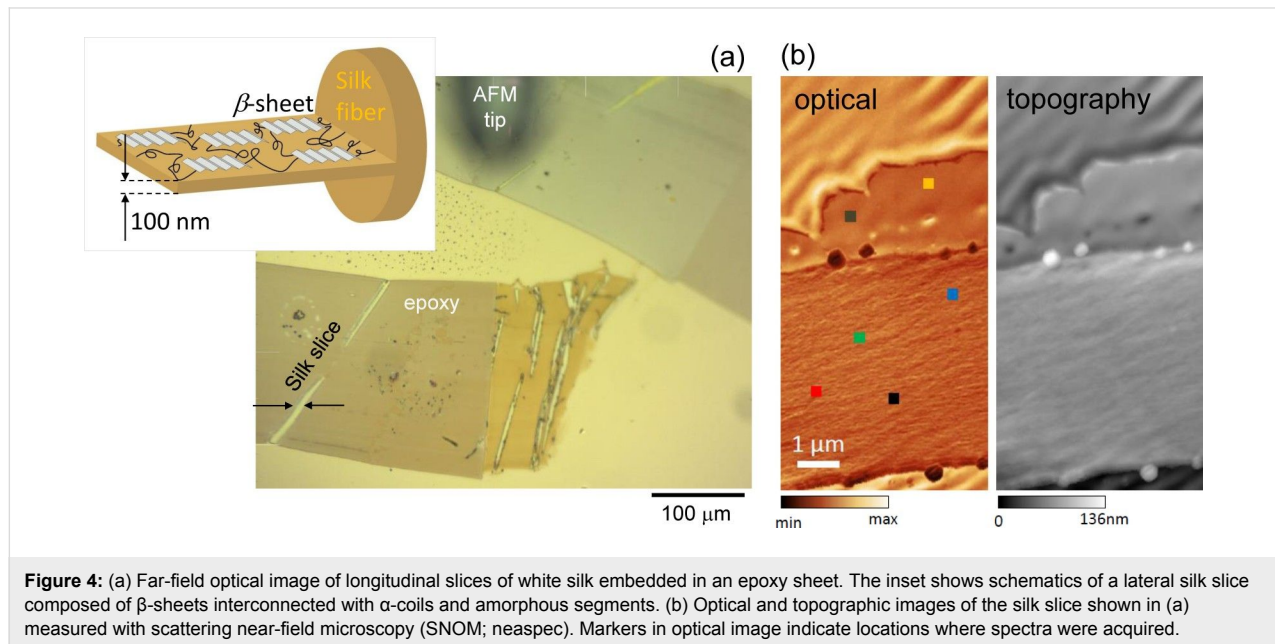 (a)
β-sheet
Silk
fiber
100 nm
AFM
tip
epoxy
Silk slice
100 μm
(b)
optical
topography
1 μm
min
max
0
136nm
Figure 4: (a) Far-field optical image of longitudinal slices of white silk embedded in an epoxy sheet. The inset shows schematics of a lateral silk slice
composed of β-sheets interconnected with α-coils and amorphous segments. (b) Optical and topographic images of the silk slice shown in (a)
measured with scattering near-field microscopy (SNOM; neaspec). Markers in optical image indicate locations where spectra were acquired.